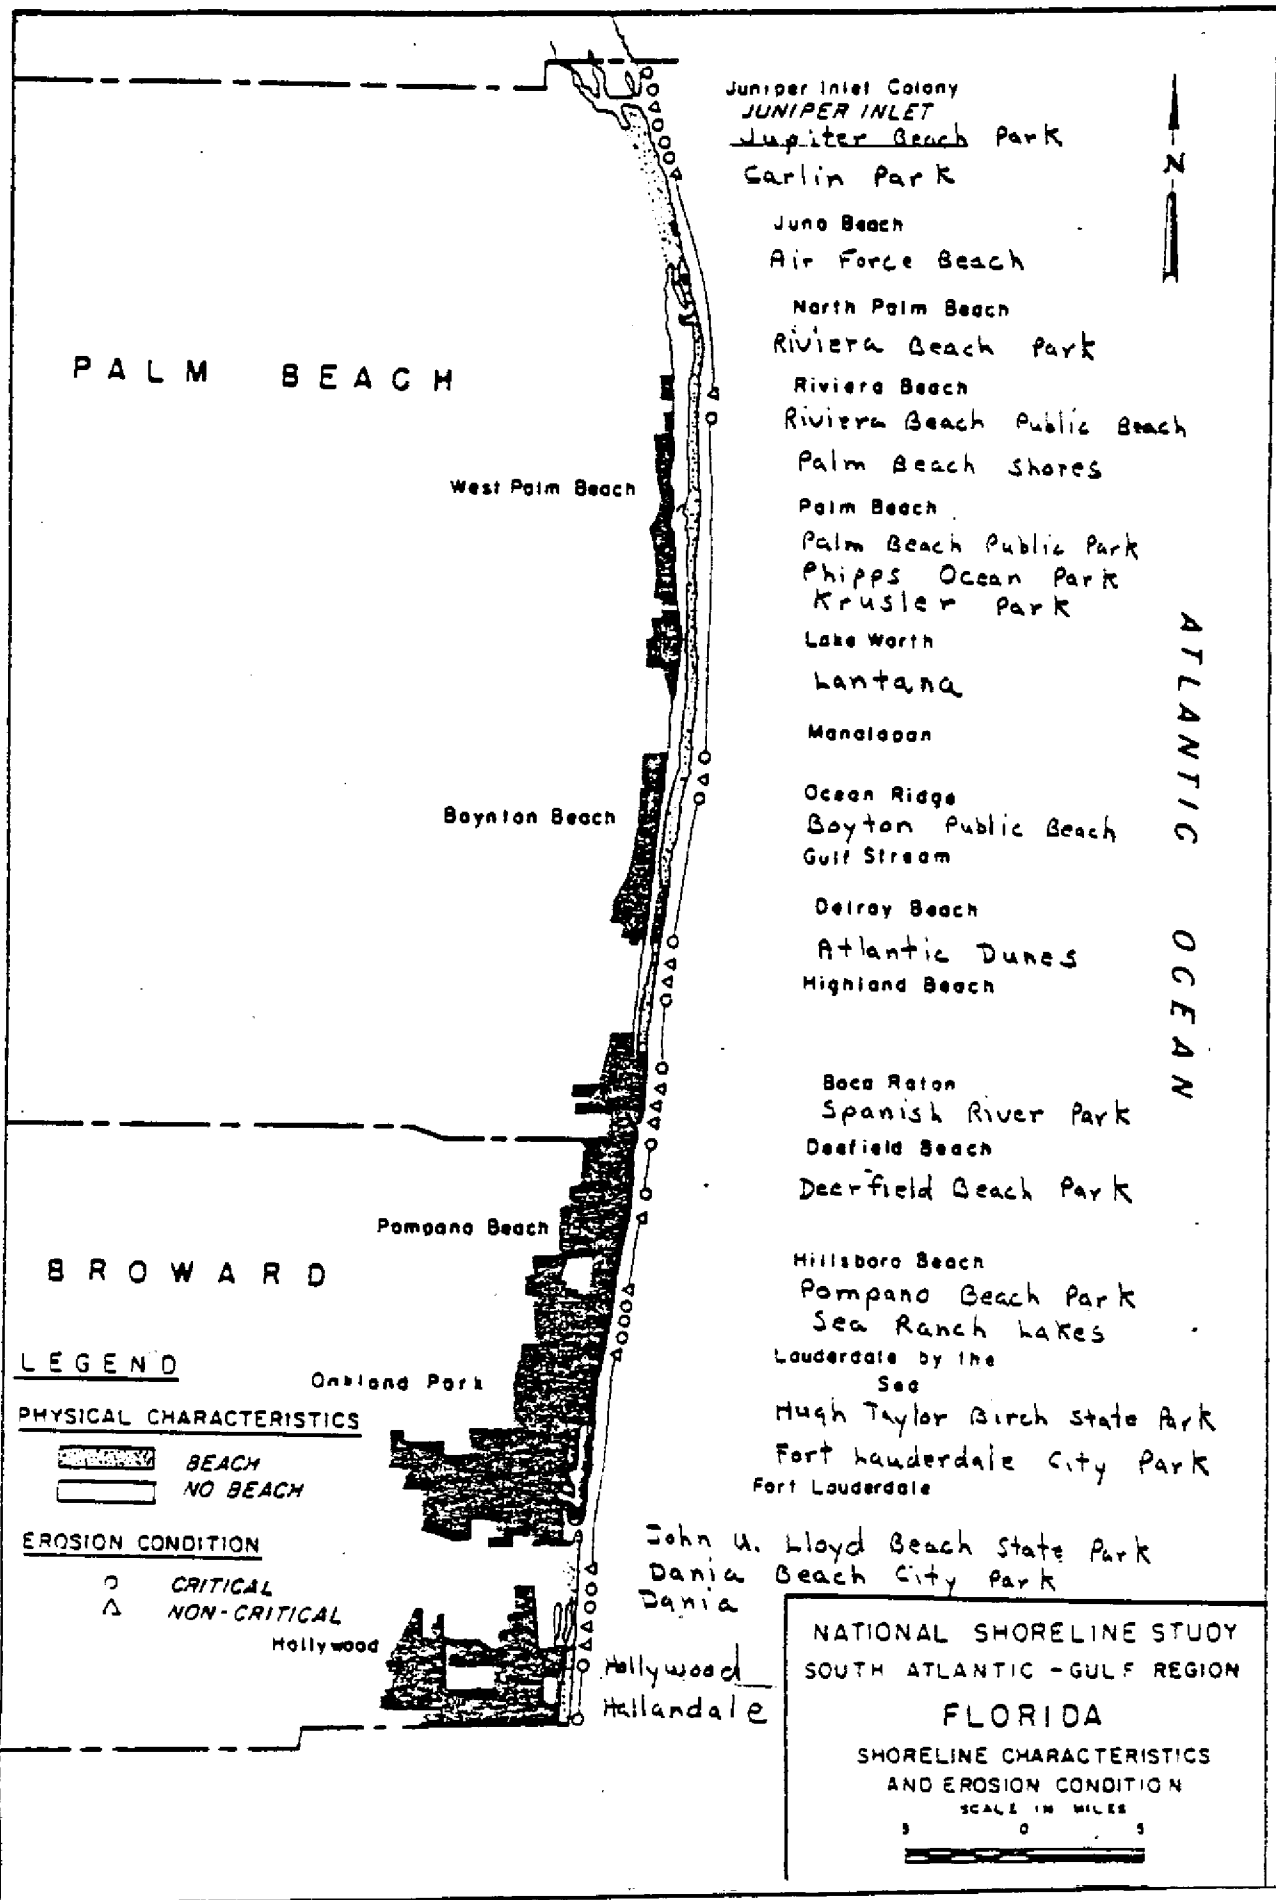 Juniper Inlet Colony
JUNIPER INLET
Jupiter Beach Park
Carlin Park
N
Juno Beach
Air Force Beach
North Palm Beach
Riviera Beach Park
PALM BEACH
Riviera Beach
Riviera Beach Public Beach
Palm Beach Shores
West Palm Beach
Palm Beach
Palm Beach Public Park
Phipps Ocean Park
Krusler Park
Lake Worth
Lantana
Manalapan
ATLANTIC OCEAN
Ocean Ridge
Boynton Beach
Boyton Public Beach
Gulf Stream
Delray Beach
Atlantic Dunes
Highland Beach
Boca Raton
Spanish River Park
Deefield Beach
Deerfield Beach Park
Pompano Beach
BROWARD
Hillsboro Beach
Pompano Beach Park
Sea Ranch Lakes
Lauderdale by the
Sea
LEGEND
Oakland Park
Hugh Taylor Birch State Park
PHYSICAL CHARACTERISTICS
BEACH
NO BEACH
Fort Lauderdale City Park
Fort Lauderdale
EROSION CONDITION
CRITICAL
NON-CRITICAL
John U. Lloyd Beach State Park
Dania Beach City Park
Dania
Hollywood
Hollywood
Hallandale
NATIONAL SHORELINE STUDY
SOUTH ATLANTIC - GULF REGION
FLORIDA
SHORELINE CHARACTERISTICS
AND EROSION CONDITION
SCALE IN MILES
5 0 5